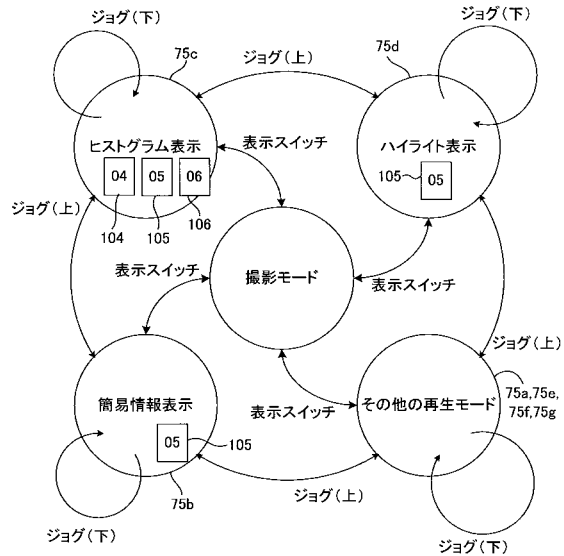 ジョグ(下)
ジョグ(下)
75c
ジョグ(上)
75d
ヒストグラム表示
表示スイッチ
ハイライト表示
04 05 06
105 05
ジョグ(上)
104 105 106
表示スイッチ
撮影モード
表示スイッチ
ジョグ(上)
簡易情報表示
表示スイッチ
その他の再生モード
75a,75e,
75f,75g
05 105
75b
ジョグ(上)
ジョグ(下)
ジョグ(下)